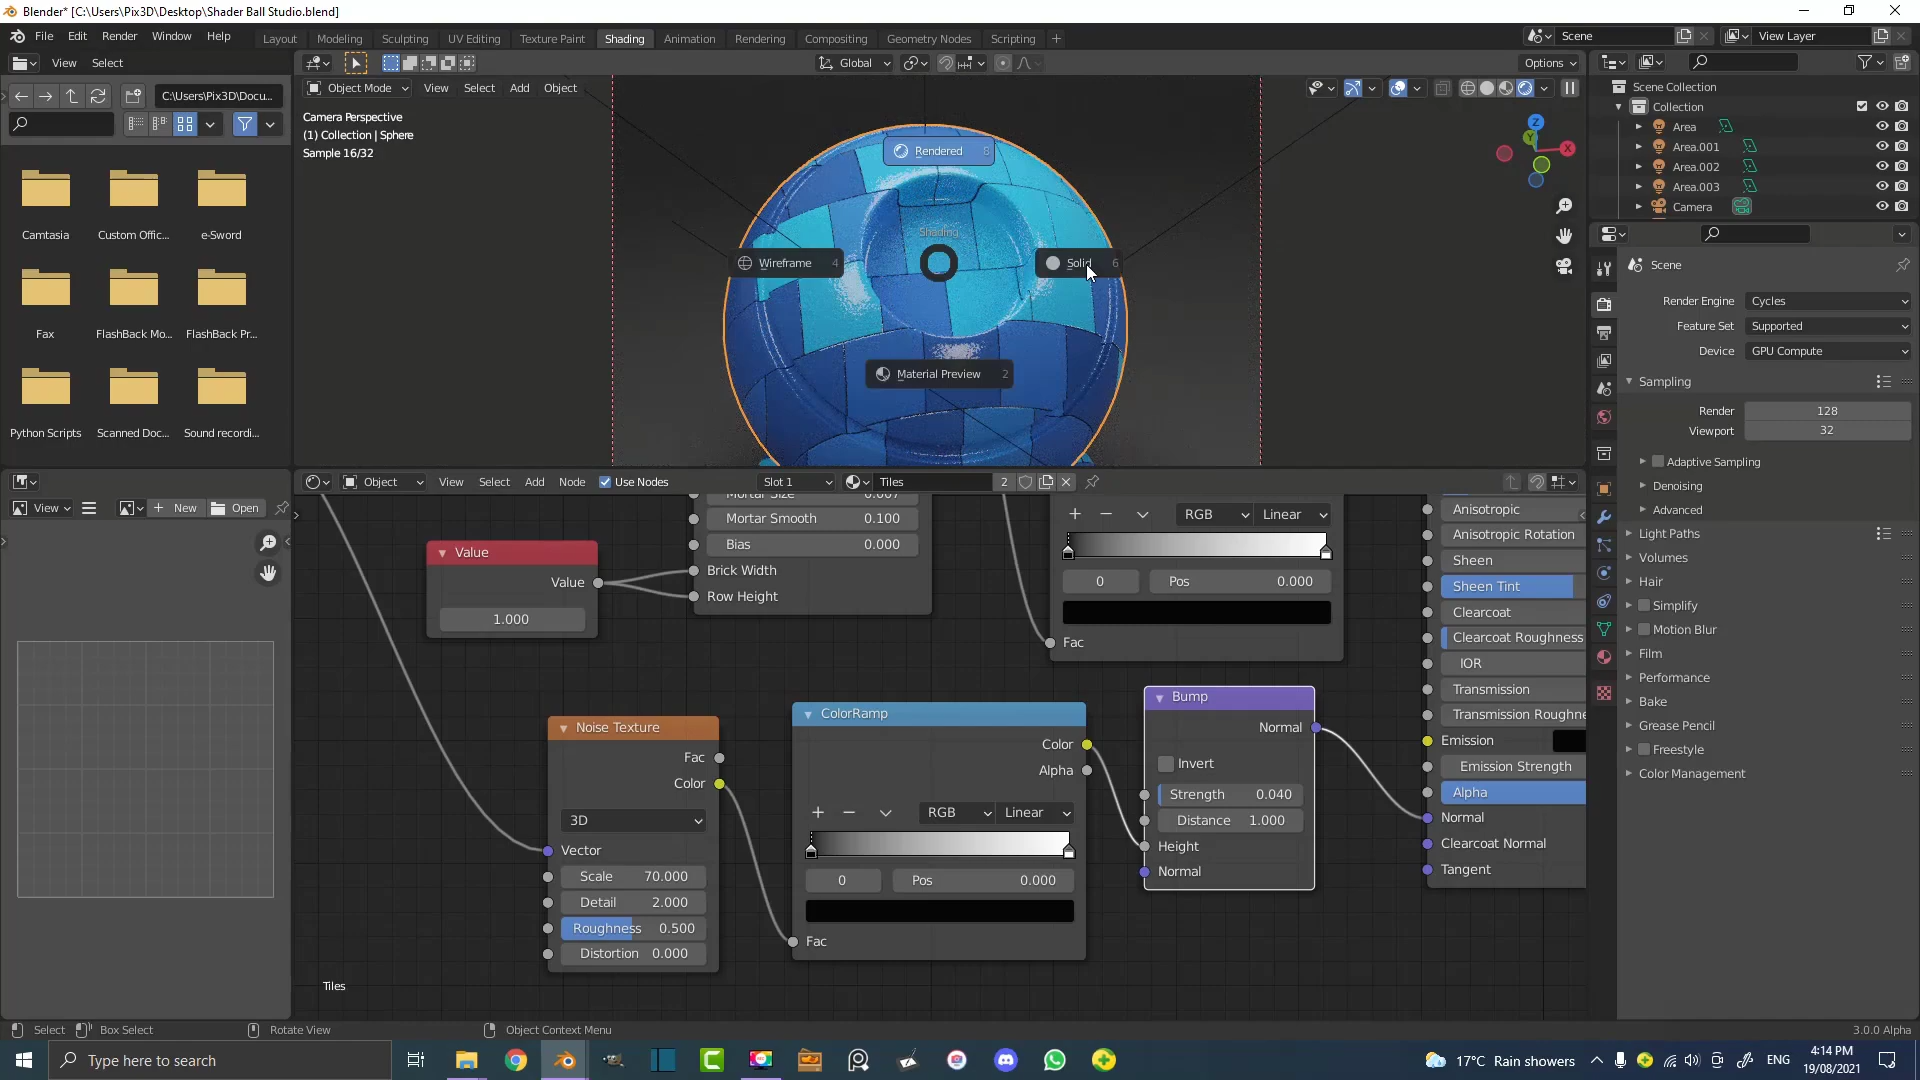 Blender* [C:\Users\Pix3D\Desktop\Shader Ball Studio.blend]
File Edit Render Window Help
Layout Modeling Sculpting UV Editing Texture Paint Shading Animation Rendering Compositing Geometry Nodes Scripting
Scene View Layer
View Select
Global Options
C:\Users\Pix3D\Docu...
Object Mode View Select Add Object
Camera Perspective
(1) Collection | Sphere
Sample 16/32
Camtasia Custom Offic... e-Sword
Fax FlashBack Mo... FlashBack Pr...
Python Scripts Scanned Doc... Sound recordi...
Rendered 8
Shading
Wireframe 4
Solid 6
Material Preview 2
Z
Y
X
Scene Collection
Collection
Area
Area.001
Area.002
Area.003
Camera
Scene
Render Engine Cycles
Feature Set Supported
Device GPU Compute
Sampling
Render 128
Viewport 32
Adaptive Sampling
Denoising
Advanced
Light Paths
Volumes
Hair
Simplify
Motion Blur
Film
Performance
Bake
Grease Pencil
Freestyle
Color Management
View New Open
Object View Select Add Node Use Nodes Slot 1 Tiles 2
Mortar Size 0.007
Mortar Smooth 0.100
Bias 0.000
Brick Width
Row Height
Value
Value
1.000
RGB Linear
0 Pos 0.000
Fac
Anisotropic
Anisotropic Rotation
Sheen
Sheen Tint
Clearcoat
Clearcoat Roughness
IOR
Transmission
Transmission Roughne
Emission
Emission Strength
Alpha
Normal
Clearcoat Normal
Tangent
Noise Texture
Fac
Color
3D
Vector
Scale 70.000
Detail 2.000
Roughness 0.500
Distortion 0.000
ColorRamp
Color
Alpha
RGB Linear
0 Pos 0.000
Fac
Bump
Normal
Invert
Strength 0.040
Distance 1.000
Height
Normal
Tiles
Select Box Select Rotate View Object Context Menu 3.0.0 Alpha
Type here to search
17°C Rain showers ENG
4:14 PM
19/08/2021